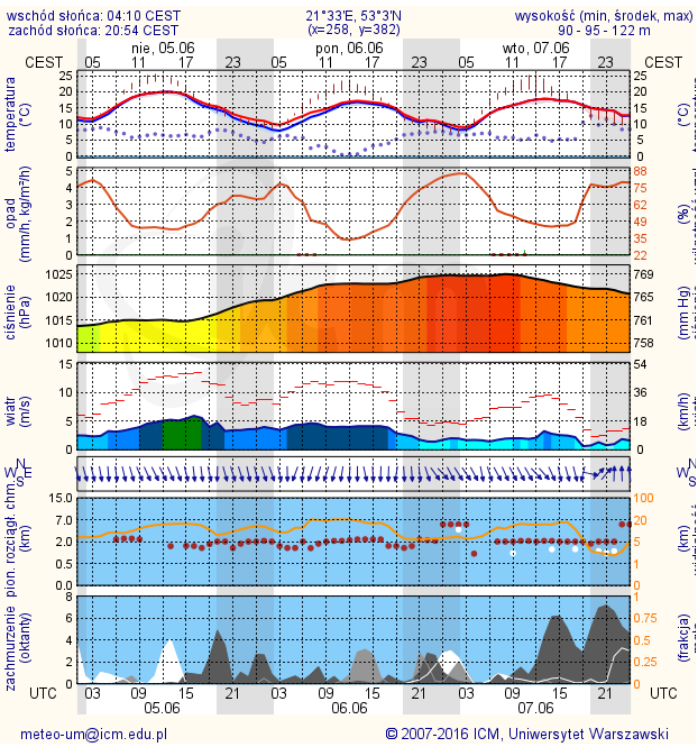 wschód słońca: 04:10 CEST 21°33'E, 53°3'N wysokość (min, środek, max)
zachód słońca: 20:54 CEST (x=258, y=382) 90 - 95 - 122 m
nie, 05.06 pon, 06.06 wto, 07.06
CEST 05 11 17 23 05 11 17 23 05 11 17 23 CEST
temperatura
(°C)
25 25
20 20
15 15
10 10
5 5
0 0
(°C)
opad
(mm/h, kg/m²/h)
5 88
4 75
3 62
2 49
1 35
0 22
(%)
ciśnienie
(hPa)
1025 769
1020 765
1015 761
1010 758
(mm Hg)
wiatr
(m/s)
15 54
10 36
5 18
0 0
(km/h)
N
W E
S
N
W
S
pion. rozciągł. chm.
(km)
15.0 100
7.0 20
2.0 5
0.5 1
0.0 0
(km)
zachmurzenie
(oktanty)
8 1
6 0.75
4 0.5
2 0.25
0 0
(frakcja)
UTC 03 09 15 21 03 09 15 21 03 09 15 21 UTC
05.06 06.06 07.06
meteo-um@icm.edu.pl © 2007-2016 ICM, Uniwersytet Warszawski